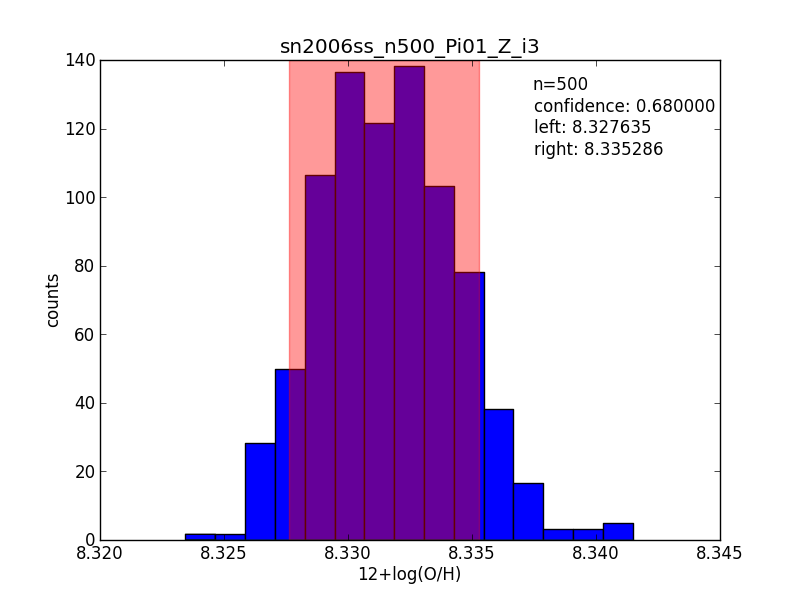 sn2006ss_n500_Pi01_Z_i3
n=500
confidence: 0.680000
left: 8.327635
right: 8.335286
140
120
100
80
60
40
20
0
counts
8.320 8.325 8.330 8.335 8.340 8.345
12+log(O/H)